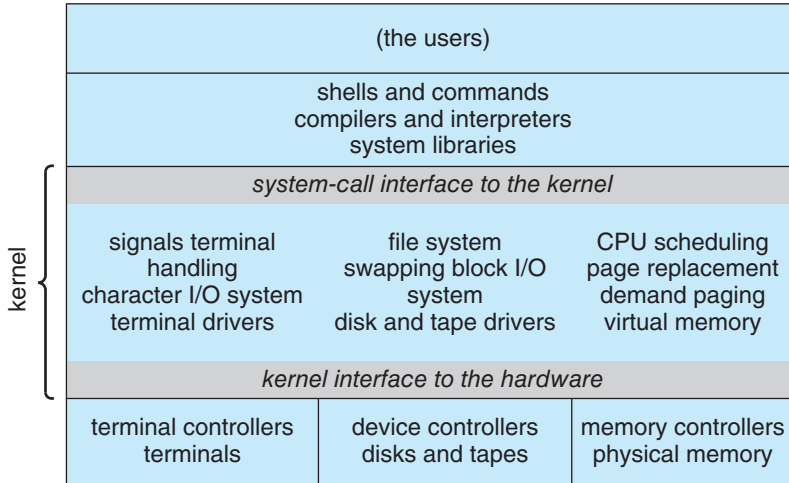 (the users)
shells and commands
compilers and interpreters
system libraries
kernel
system-call interface to the kernel
signals terminal
handling
character I/O system
terminal drivers
file system
swapping block I/O
system
disk and tape drivers
CPU scheduling
page replacement
demand paging
virtual memory
kernel interface to the hardware
terminal controllers
terminals
device controllers
disks and tapes
memory controllers
physical memory